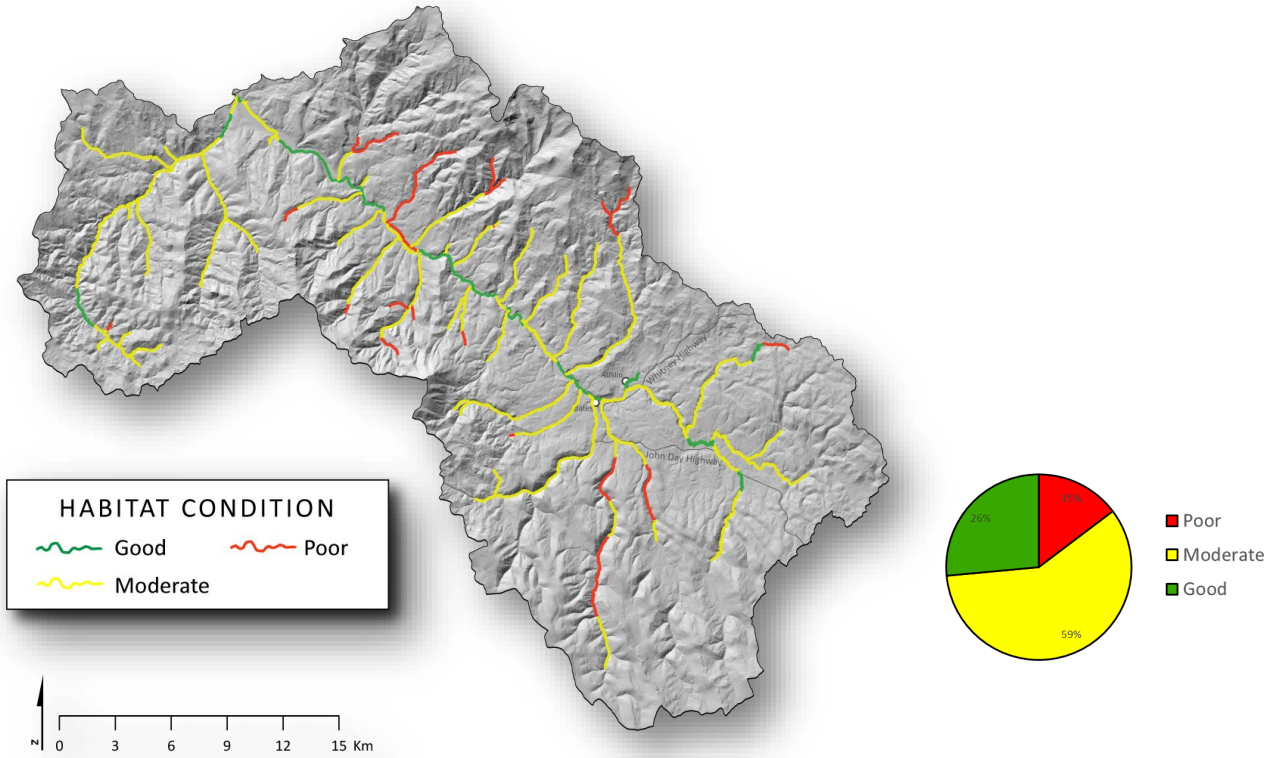 Whitney Highway
Austin
Bates
John Day Highway
HABITAT CONDITION
Good
Poor
Moderate
N
0 3 6 9 12 15 Km
15%
26%
59%
Poor
Moderate
Good